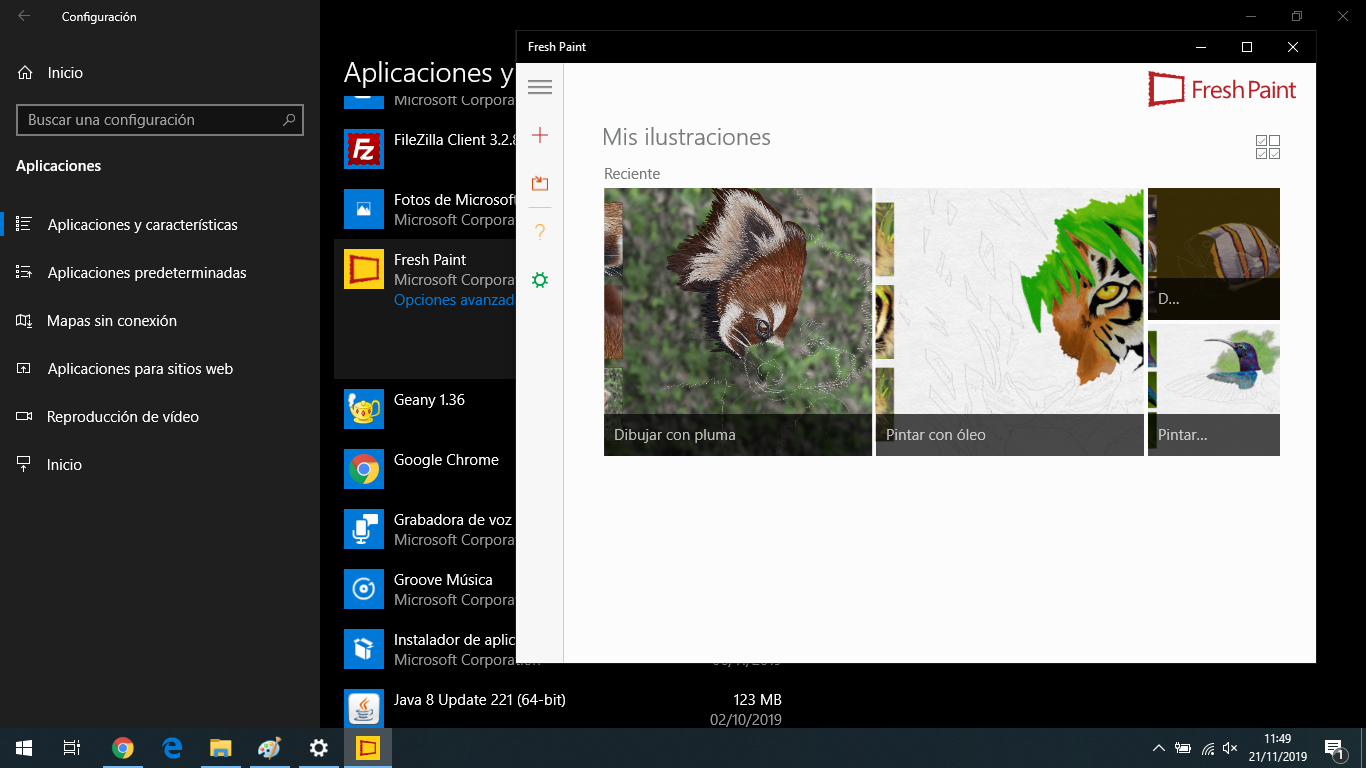 Configuración
Inicio
Buscar una configuración
Aplicaciones
Aplicaciones y características
Aplicaciones predeterminadas
Mapas sin conexión
Aplicaciones para sitios web
Reproducción de vídeo
Inicio
Aplicaciones y
Microsoft Corpora
FileZilla Client 3.2.8
Fotos de Microsoft
Microsoft Corpora
Fresh Paint
Microsoft Corpora
Opciones avanzad
Geany 1.36
Google Chrome
Grabadora de voz
Microsoft Corpora
Groove Música
Microsoft Corpora
Instalador de aplic
Microsoft Corporation
Java 8 Update 221 (64-bit)
123 MB
02/10/2019
Fresh Paint
Fresh Paint
Mis ilustraciones
Reciente
Dibujar con pluma
Pintar con óleo
D...
Pintar...
11:49
21/11/2019
1